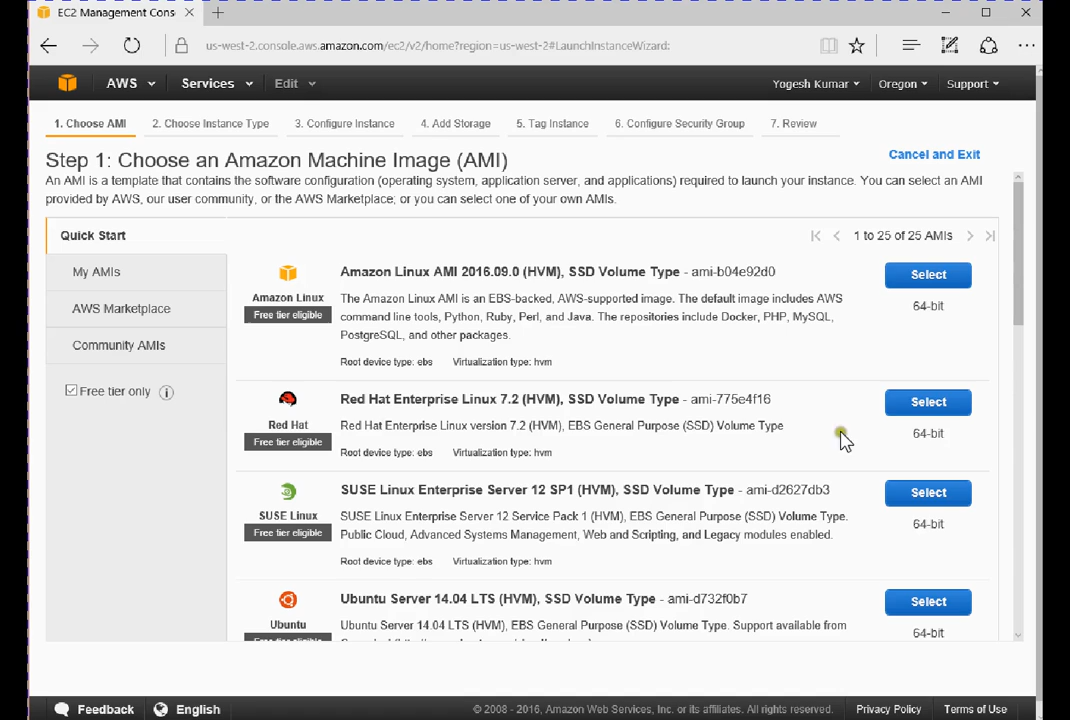 EC2 Management Cons
us-west-2.console.aws.amazon.com/ec2/v2/home?region=us-west-2#LaunchInstanceWizard:
AWS Services Edit Yogesh Kumar Oregon Support
1. Choose AMI 2. Choose Instance Type 3. Configure Instance 4. Add Storage 5. Tag Instance 6. Configure Security Group 7. Review
Step 1: Choose an Amazon Machine Image (AMI)
Cancel and Exit
An AMI is a template that contains the software configuration (operating system, application server, and applications) required to launch your instance. You can select an AMI
provided by AWS, our user community, or the AWS Marketplace; or you can select one of your own AMIs.
Quick Start
My AMIs
AWS Marketplace
Community AMIs
Free tier only
1 to 25 of 25 AMIs
Amazon Linux
Free tier eligible
Amazon Linux AMI 2016.09.0 (HVM), SSD Volume Type - ami-b04e92d0
The Amazon Linux AMI is an EBS-backed, AWS-supported image. The default image includes AWS
command line tools, Python, Ruby, Perl, and Java. The repositories include Docker, PHP, MySQL,
PostgreSQL, and other packages.
Root device type: ebs Virtualization type: hvm
Select
64-bit
Red Hat
Free tier eligible
Red Hat Enterprise Linux 7.2 (HVM), SSD Volume Type - ami-775e4f16
Red Hat Enterprise Linux version 7.2 (HVM), EBS General Purpose (SSD) Volume Type
Root device type: ebs Virtualization type: hvm
Select
64-bit
SUSE Linux
Free tier eligible
SUSE Linux Enterprise Server 12 SP1 (HVM), SSD Volume Type - ami-d2627db3
SUSE Linux Enterprise Server 12 Service Pack 1 (HVM), EBS General Purpose (SSD) Volume Type.
Public Cloud, Advanced Systems Management, Web and Scripting, and Legacy modules enabled.
Root device type: ebs Virtualization type: hvm
Select
64-bit
Ubuntu
Ubuntu Server 14.04 LTS (HVM), SSD Volume Type - ami-d732f0b7
Ubuntu Server 14.04 LTS (HVM), EBS General Purpose (SSD) Volume Type. Support available from
Select
64-bit
Feedback English © 2008 - 2016, Amazon Web Services, Inc. or its affiliates. All rights reserved. Privacy Policy Terms of Use